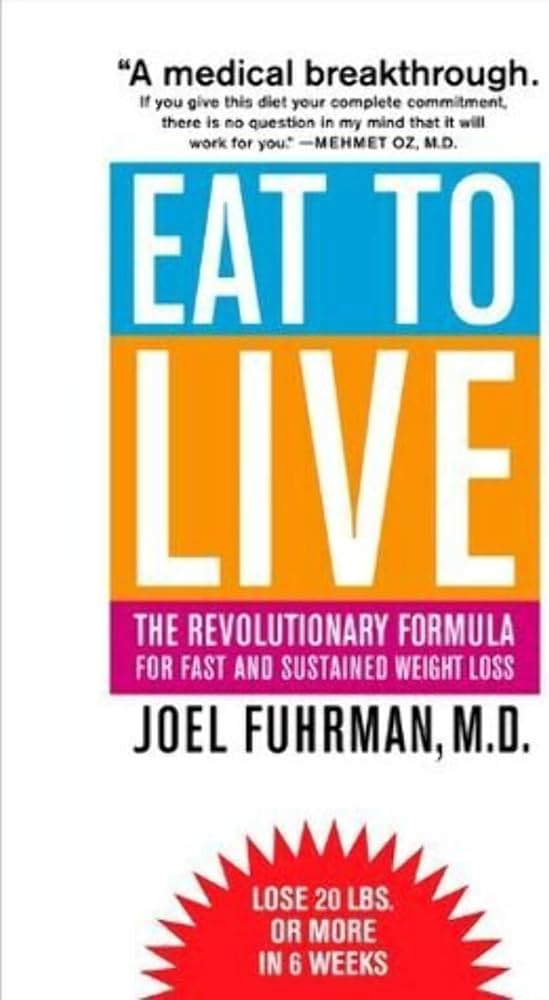 “A medical breakthrough.
If you give this diet your complete commitment,
there is no question in my mind that it will
work for you.” —MEHMET OZ, M.D.
EAT TO
LIVE
THE REVOLUTIONARY FORMULA
FOR FAST AND SUSTAINED WEIGHT LOSS
JOEL FUHRMAN, M.D.
LOSE 20 LBS.
OR MORE
IN 6 WEEKS